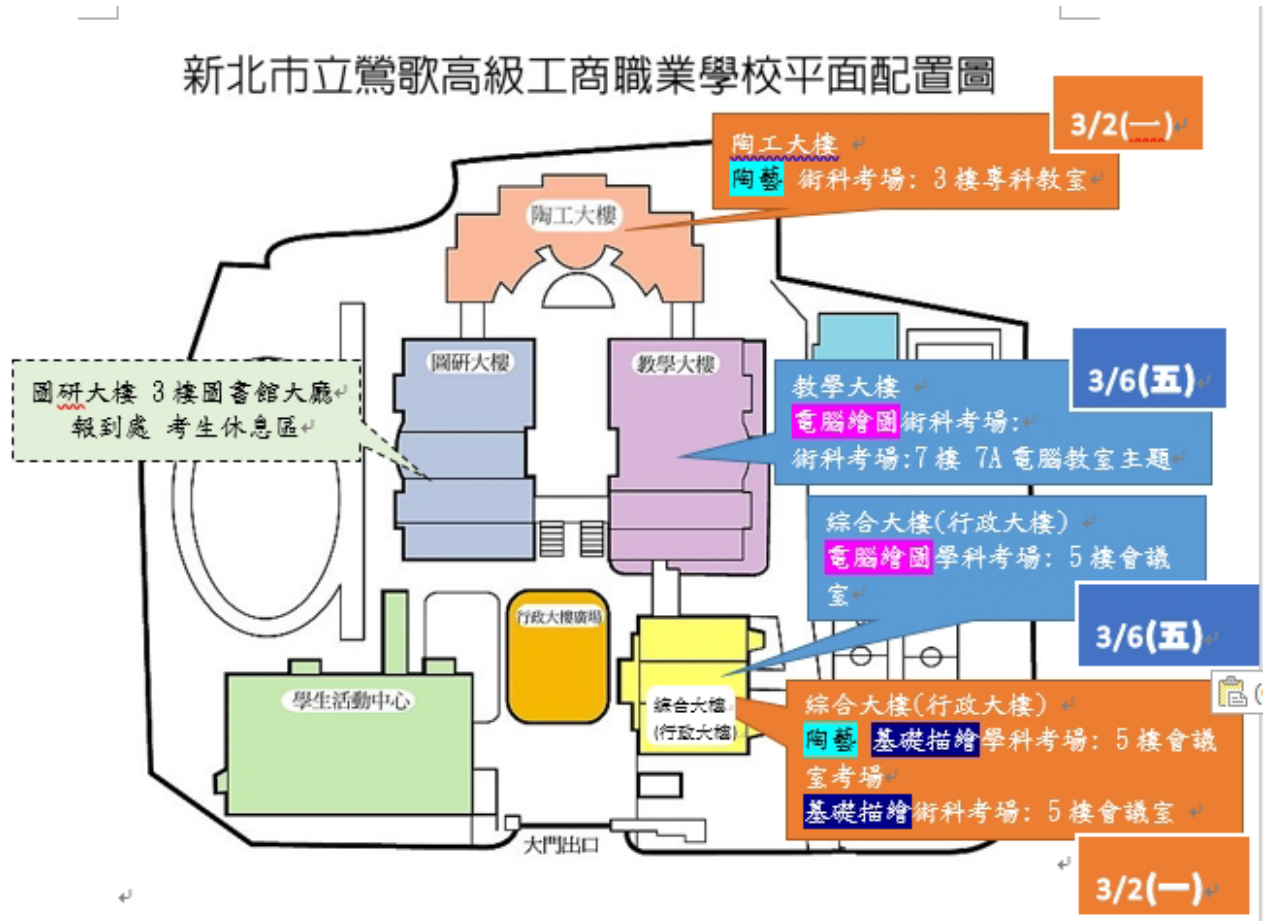 新北市立鶯歌高級工商職業學校平面配置圖
3/2(一)
陶工大樓
陶藝 術科考場: 3樓專科教室
陶工大樓
圖研大樓
教學大樓
圖研大樓 3樓圖書館大廳
報到處 考生休息區
3/6(五)
教學大樓
電腦繪圖術科考場:
術科考場:7樓 7A電腦教室主題
綜合大樓(行政大樓)
電腦繪圖學科考場: 5樓會議
室
3/6(五)
行政大樓廣場
學生活動中心
綜合大樓
(行政大樓)
綜合大樓(行政大樓)
陶藝 基礎描繪學科考場: 5樓會議
室考場
基礎描繪術科考場: 5樓會議室
大門出口
3/2(一)